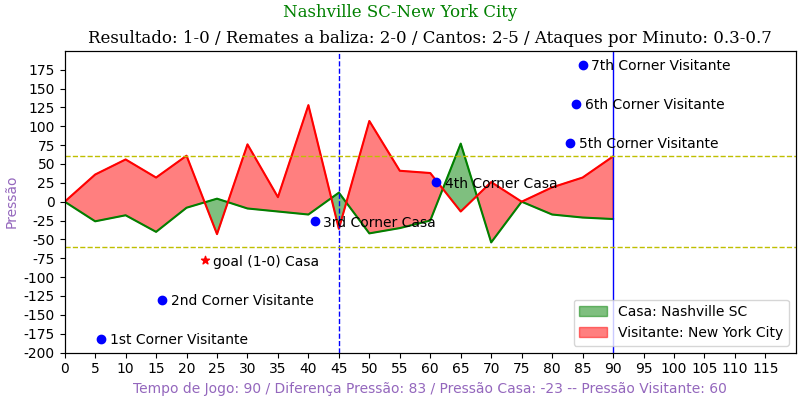 Nashville SC-New York City
Resultado: 1-0 / Remates a baliza: 2-0 / Cantos: 2-5 / Ataques por Minuto: 0.3-0.7
175
150
125
100
75
50
25
0
-25
-50
-75
-100
-125
-150
-175
-200
Pressão
7th Corner Visitante
6th Corner Visitante
5th Corner Visitante
4th Corner Casa
3rd Corner Casa
goal (1-0) Casa
2nd Corner Visitante
1st Corner Visitante
Casa: Nashville SC
Visitante: New York City
0 5 10 15 20 25 30 35 40 45 50 55 60 65 70 75 80 85 90 95 100 105 110 115
Tempo de Jogo: 90 / Diferença Pressão: 83 / Pressão Casa: -23 -- Pressão Visitante: 60